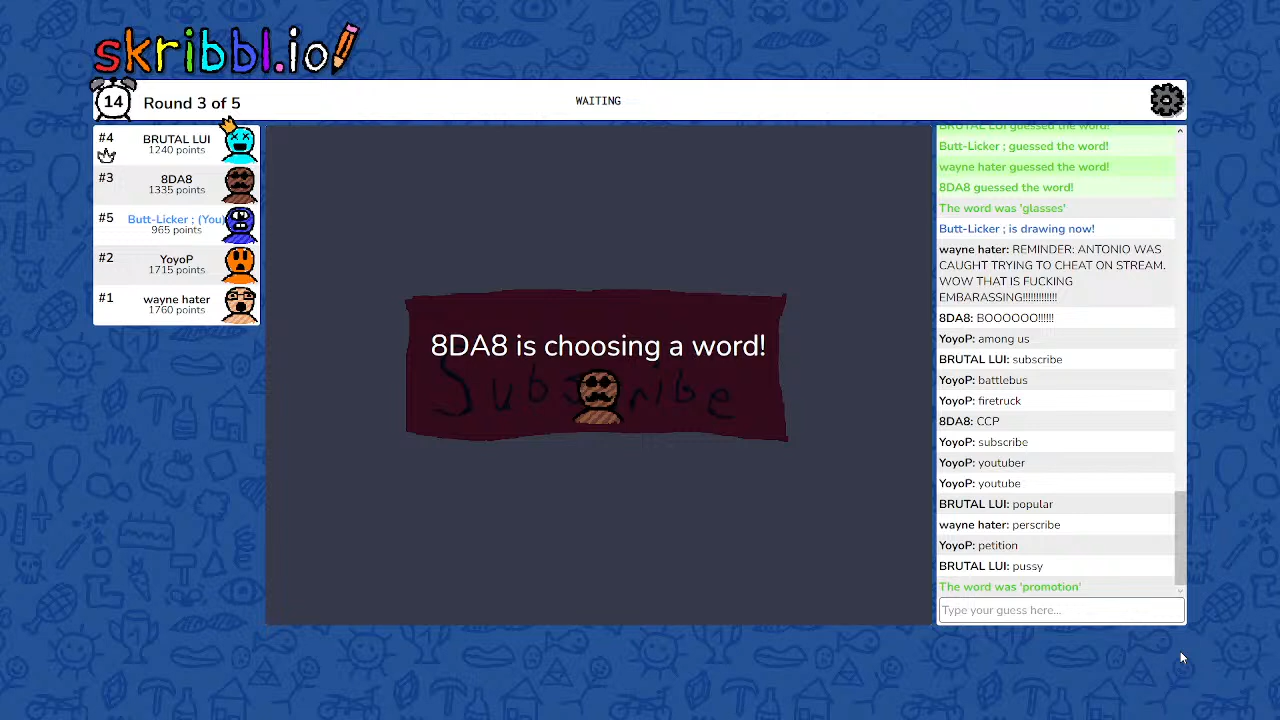 skribbl.io
14
Round 3 of 5
WAITING
#4
BRUTAL LUI
1240 points
#3
8DA8
1335 points
#5
Butt-Licker ; (You)
965 points
#2
YoyoP
1715 points
#1
wayne hater
1760 points
8DA8 is choosing a word!
Subscribe
BRUTAL LUI guessed the word!
Butt-Licker ; guessed the word!
wayne hater guessed the word!
8DA8 guessed the word!
The word was 'glasses'
Butt-Licker ; is drawing now!
wayne hater: REMINDER: ANTONIO WAS
CAUGHT TRYING TO CHEAT ON STREAM.
WOW THAT IS FUCKING
EMBARASSING!!!!!!!!!!!!!
8DA8: BOOOOOO!!!!!!
YoyoP: among us
BRUTAL LUI: subscribe
YoyoP: battlebus
YoyoP: firetruck
8DA8: CCP
YoyoP: subscribe
YoyoP: youtuber
YoyoP: youtube
BRUTAL LUI: popular
wayne hater: perscribe
YoyoP: petition
BRUTAL LUI: pussy
The word was 'promotion'
Type your guess here...